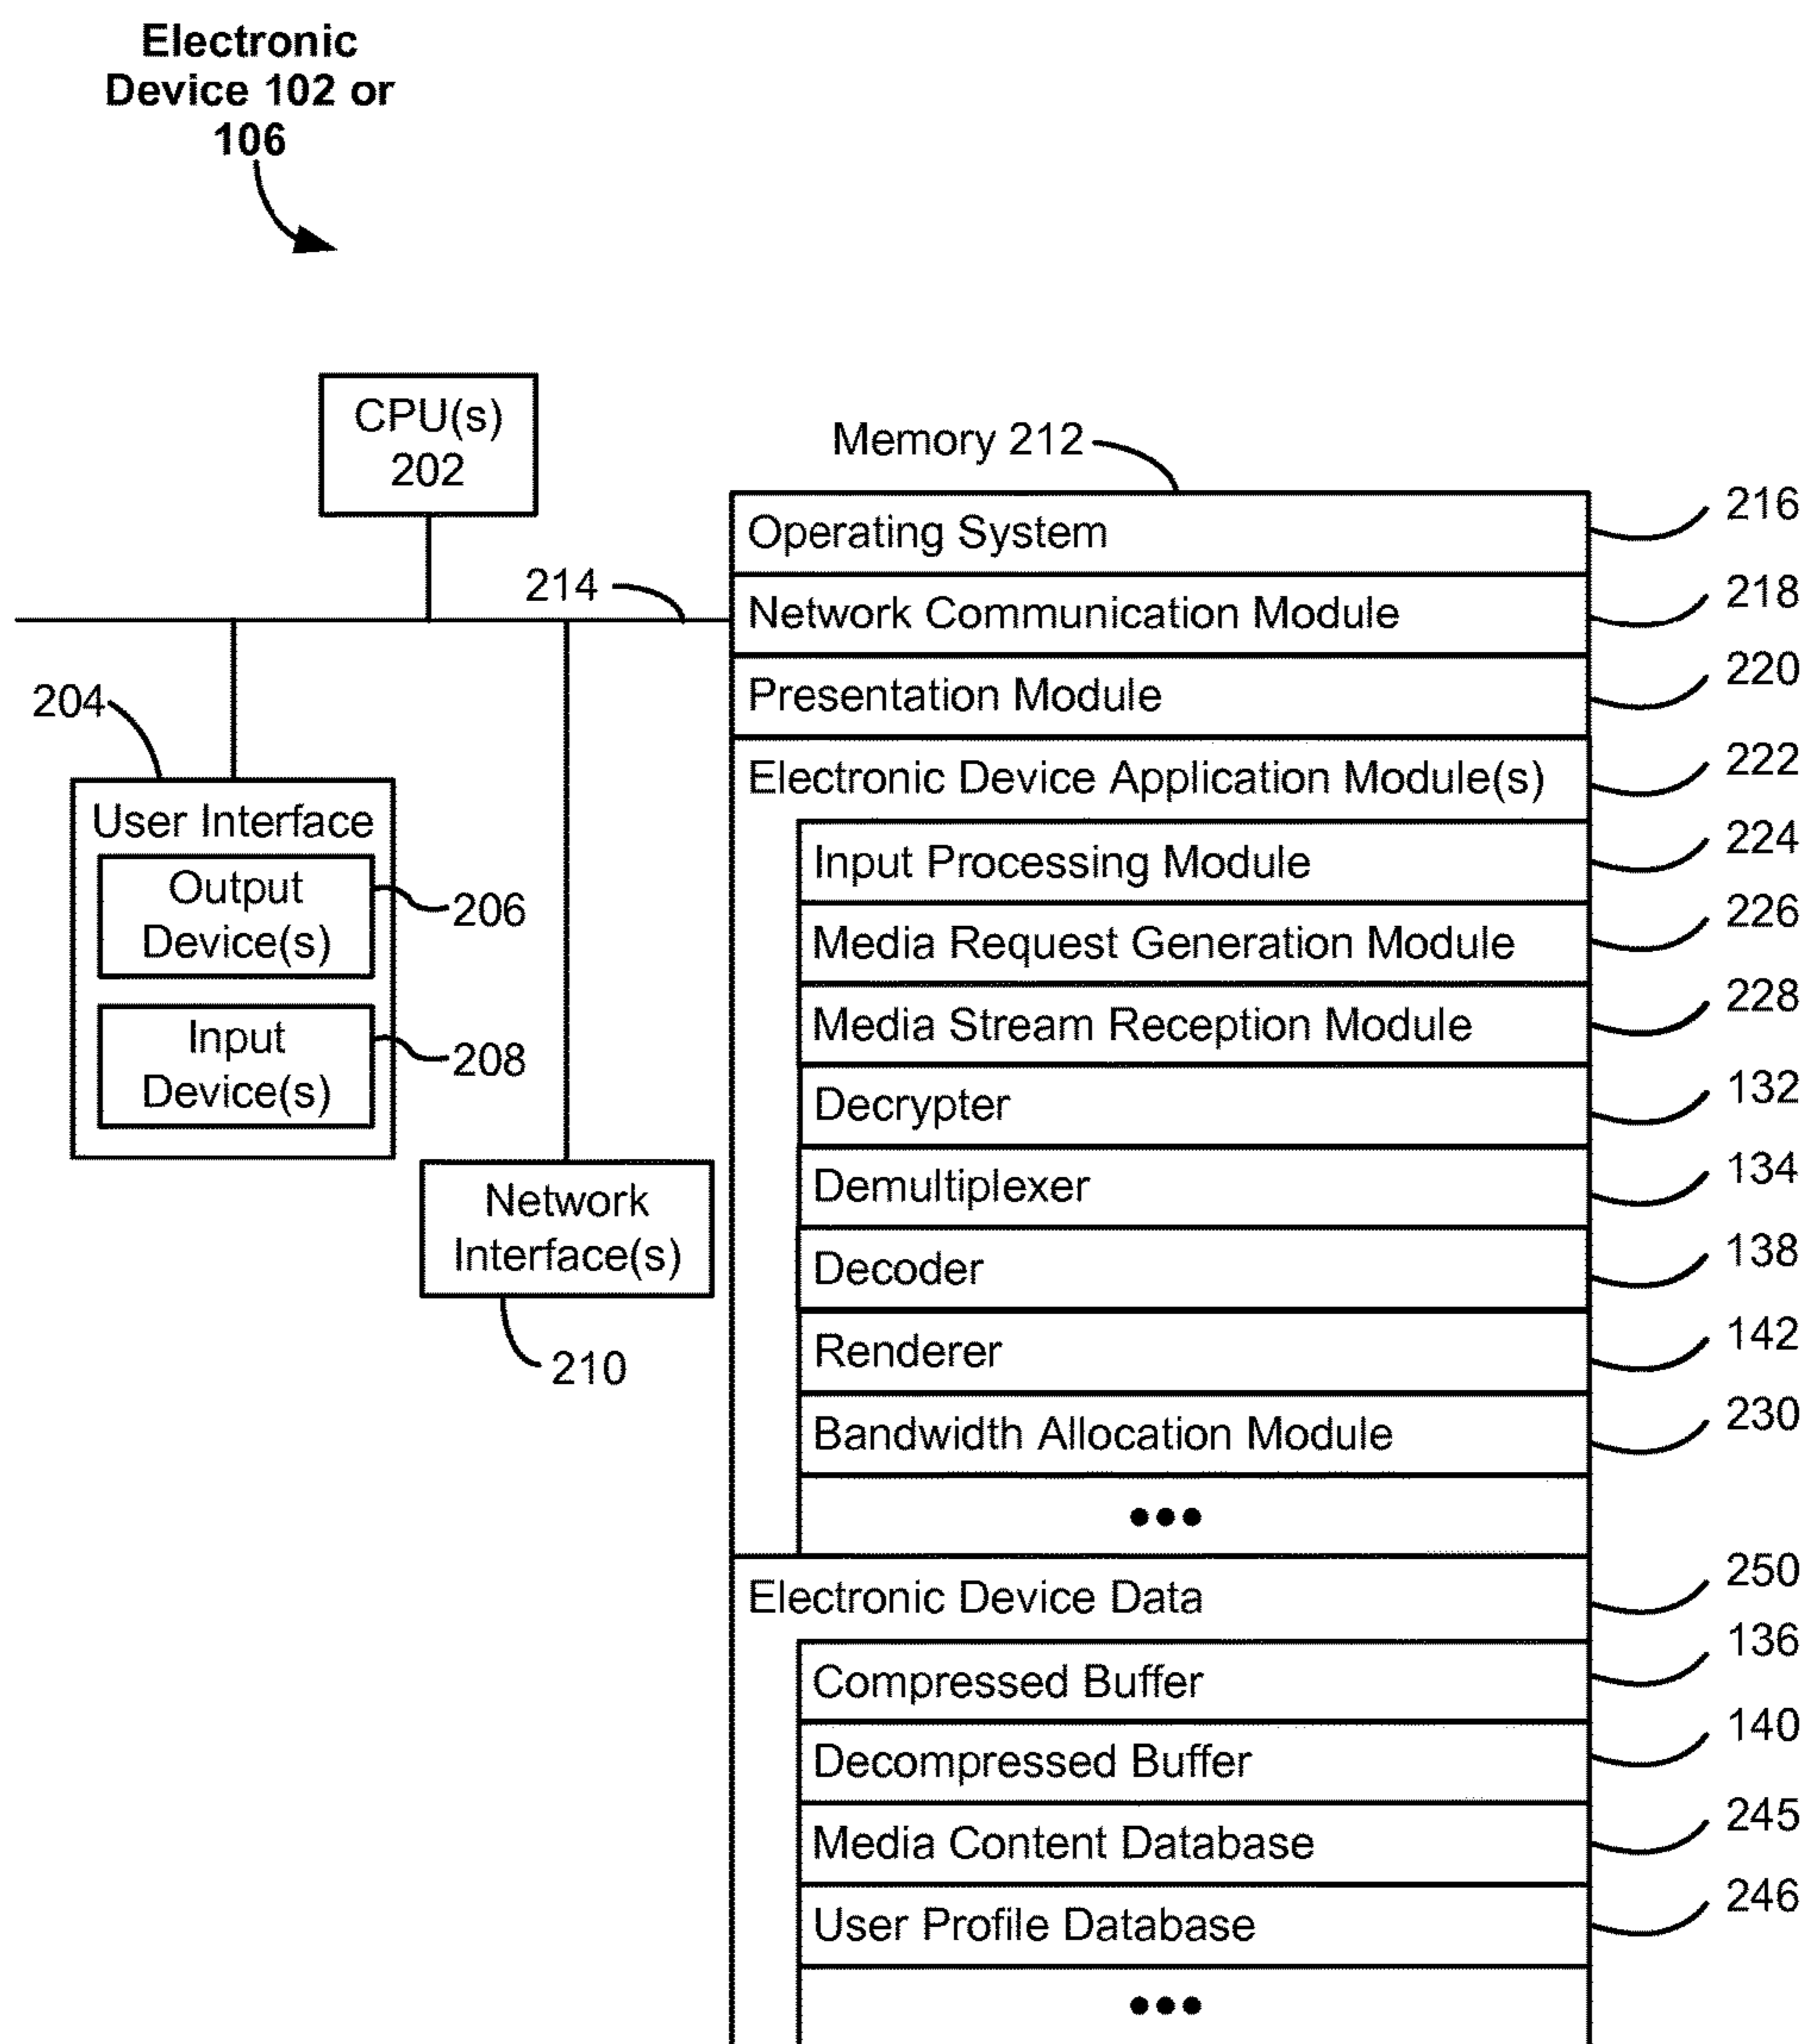 Electronic
Device 102 or
106
CPU(s)
202
Memory 212
214
204
User Interface
Output
Device(s)
206
Input
Device(s)
208
Network
Interface(s)
210
Operating System
216
Network Communication Module
218
Presentation Module
220
Electronic Device Application Module(s)
222
Input Processing Module
224
Media Request Generation Module
226
Media Stream Reception Module
228
Decrypter
132
Demultiplexer
134
Decoder
138
Renderer
142
Bandwidth Allocation Module
230
•••
Electronic Device Data
250
Compressed Buffer
136
Decompressed Buffer
140
Media Content Database
245
User Profile Database
246
•••